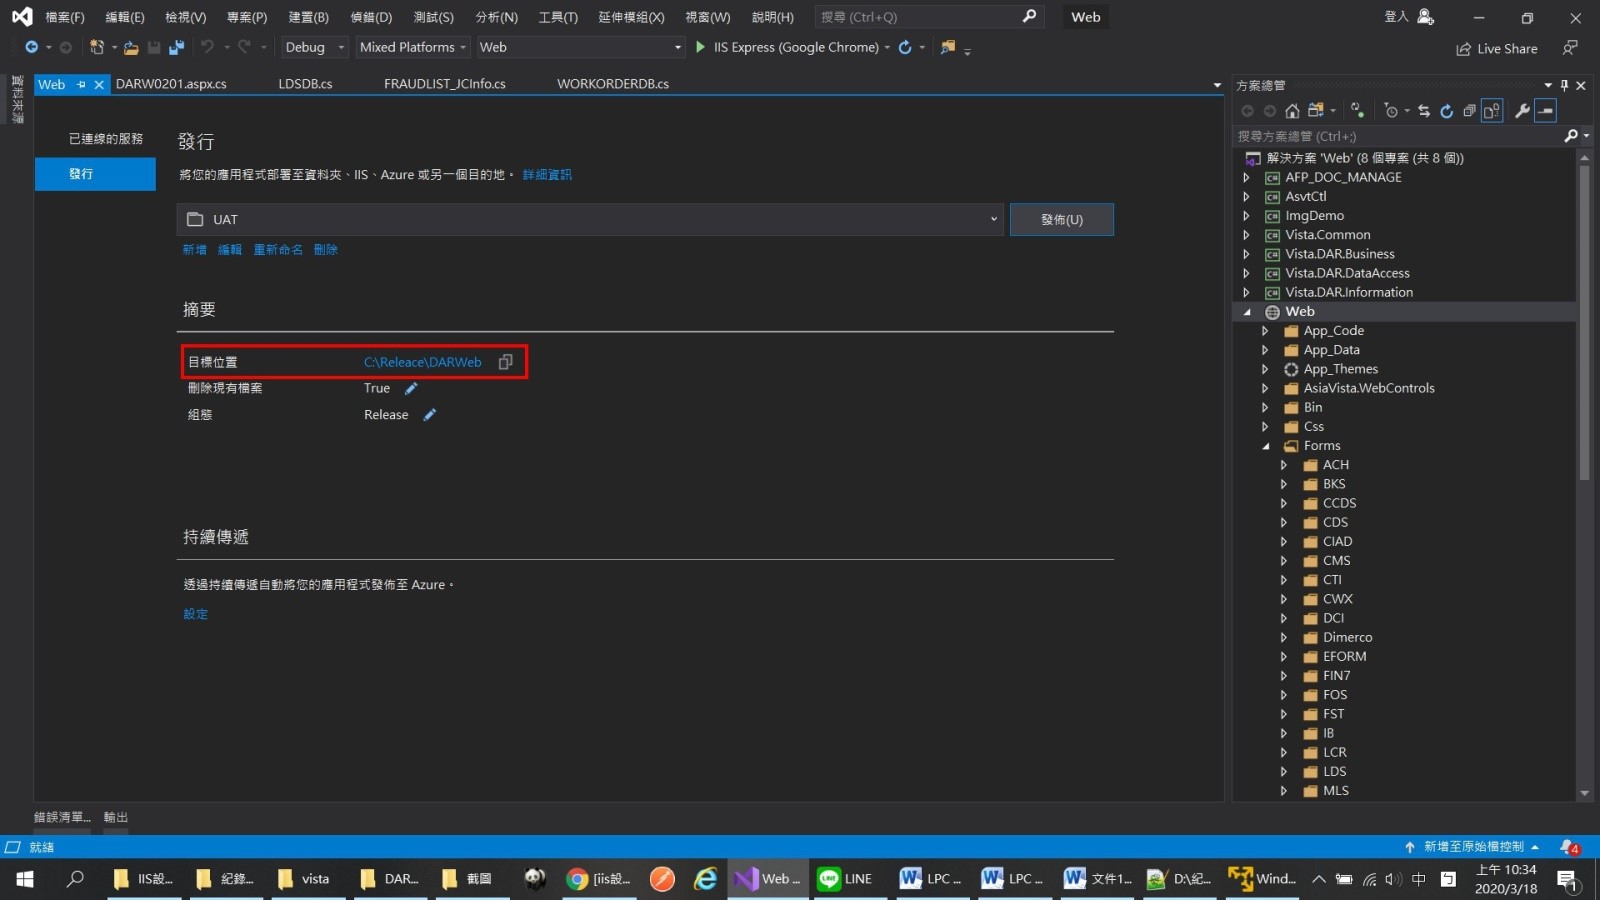 檔案(F) 編輯(E) 檢視(V) 專案(P) 建置(B) 偵錯(D) 測試(S) 分析(N) 工具(T) 延伸模組(X) 視窗(W) 說明(H) 搜尋 (Ctrl+Q) Web 登入
Debug Mixed Platforms Web IIS Express (Google Chrome) Live Share
Web DARW0201.aspx.cs LDSDB.cs FRAUDLIST_JCInfo.cs WORKORDERDB.cs
已連線的服務
發行
發行
將您的應用程式部署至資料夾、IIS、Azure 或另一個目的地。 詳細資訊
UAT 發佈(U)
新增 編輯 重新命名 刪除
摘要
目標位置 C:\Releace\DARWeb
刪除現有檔案 True
組態 Release
持續傳遞
透過持續傳遞自動將您的應用程式發佈至 Azure。
設定
方案總管
搜尋方案總管 (Ctrl+;)
解決方案 'Web' (8 個專案 (共 8 個))
AFP_DOC_MANAGE
AsvtCtl
ImgDemo
Vista.Common
Vista.DAR.Business
Vista.DAR.DataAccess
Vista.DAR.Information
Web
App_Code
App_Data
App_Themes
AsiaVista.WebControls
Bin
Css
Forms
ACH
BKS
CCDS
CDS
CIAD
CMS
CTI
CWX
DCI
Dimerco
EFORM
FIN7
FOS
FST
IB
LCR
LDS
MLS
錯誤清單... 輸出
就緒 新增至原始檔控制 4
IIS設... 紀錄... vista DAR... 截圖 [iis設... Web ... LINE LPC ... LPC ... 文件1... D:\紀... Wind... 中 上午 10:34
2020/3/18 1